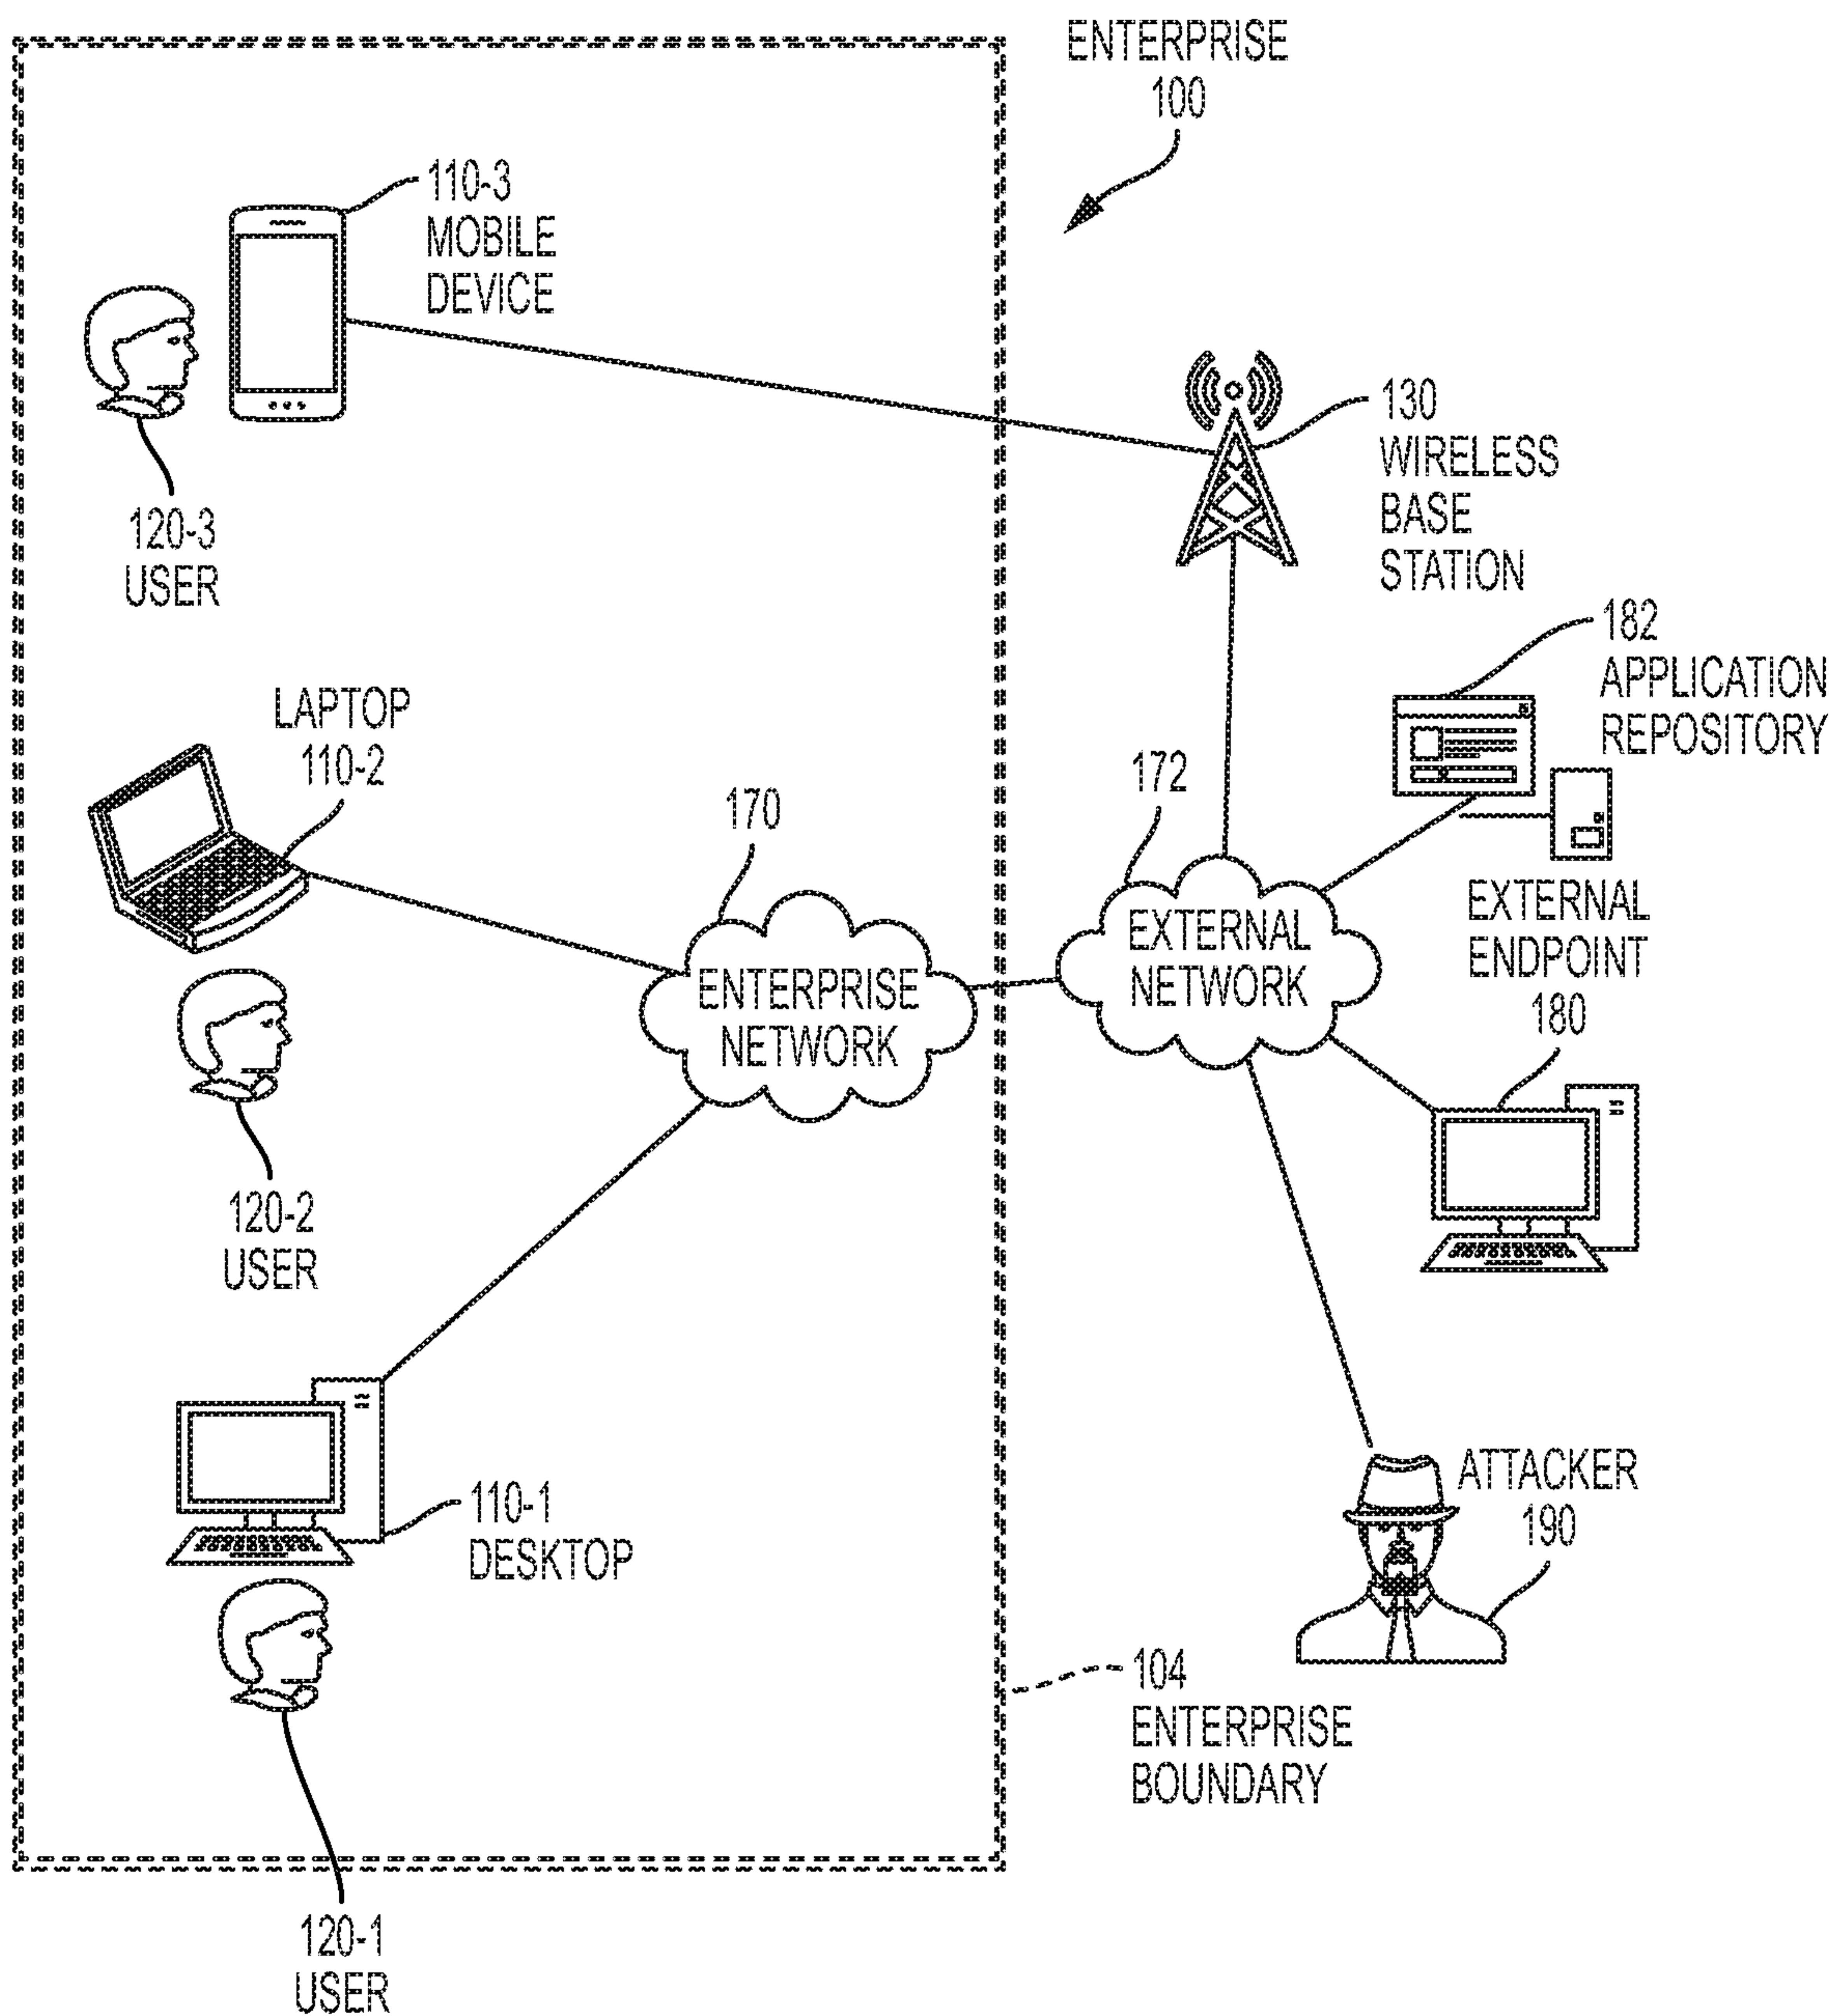 ENTERPRISE
100
110-3
MOBILE
DEVICE
120-3
USER
130
WIRELESS
BASE
STATION
182
APPLICATION
REPOSITORY
LAPTOP
110-2
170
172
ENTERPRISE
NETWORK
EXTERNAL
NETWORK
EXTERNAL
ENDPOINT
180
120-2
USER
110-1
DESKTOP
ATTACKER
190
104
ENTERPRISE
BOUNDARY
120-1
USER